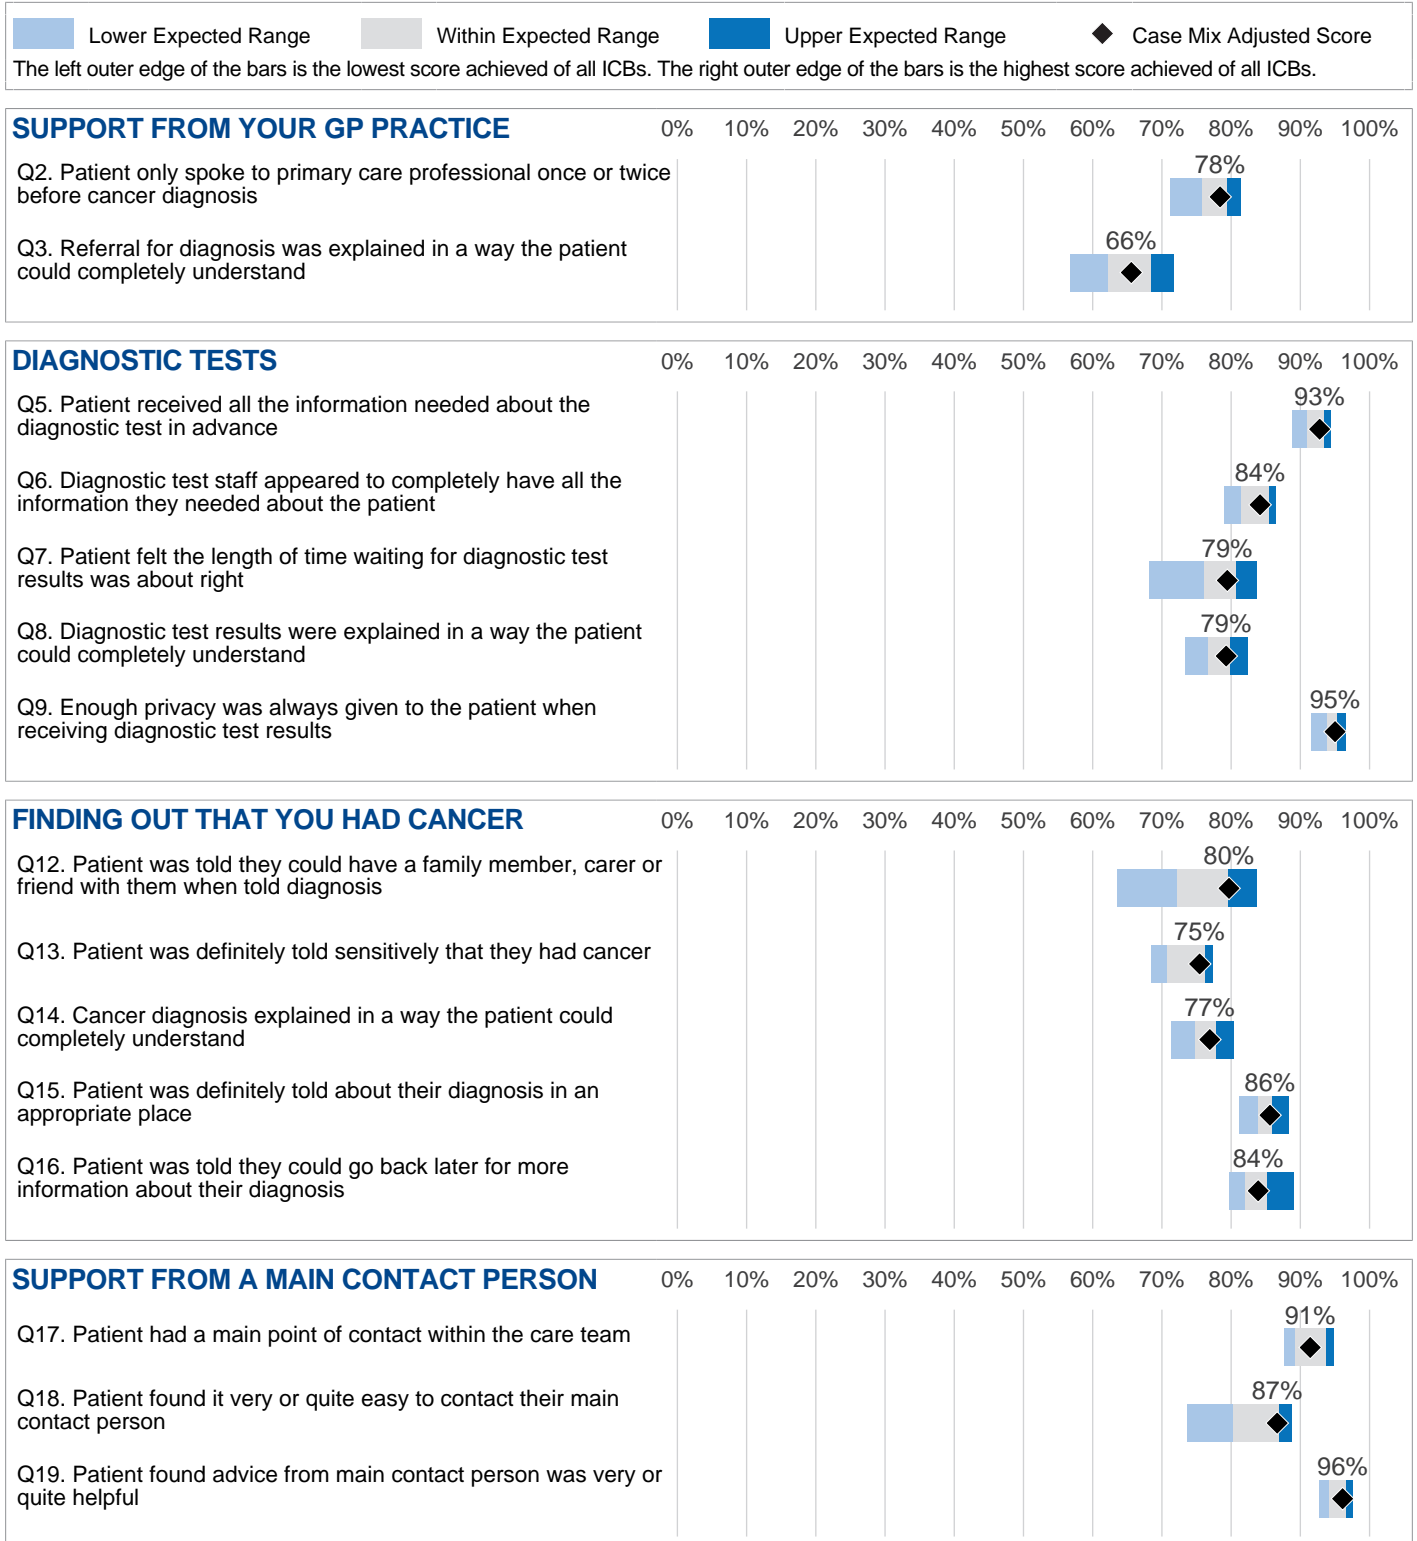 Lower Expected Range Within Expected Range Upper Expected Range Case Mix Adjusted Score
The left outer edge of the bars is the lowest score achieved of all ICBs. The right outer edge of the bars is the highest score achieved of all ICBs.
SUPPORT FROM YOUR GP PRACTICE 0% 10% 20% 30% 40% 50% 60% 70% 80% 90% 100%
Q2. Patient only spoke to primary care professional once or twice
before cancer diagnosis
78%
Q3. Referral for diagnosis was explained in a way the patient
could completely understand
66%
DIAGNOSTIC TESTS 0% 10% 20% 30% 40% 50% 60% 70% 80% 90% 100%
Q5. Patient received all the information needed about the
diagnostic test in advance
93%
Q6. Diagnostic test staff appeared to completely have all the
information they needed about the patient
84%
Q7. Patient felt the length of time waiting for diagnostic test
results was about right
79%
Q8. Diagnostic test results were explained in a way the patient
could completely understand
79%
Q9. Enough privacy was always given to the patient when
receiving diagnostic test results
95%
FINDING OUT THAT YOU HAD CANCER 0% 10% 20% 30% 40% 50% 60% 70% 80% 90% 100%
Q12. Patient was told they could have a family member, carer or
friend with them when told diagnosis
80%
Q13. Patient was definitely told sensitively that they had cancer
75%
Q14. Cancer diagnosis explained in a way the patient could
completely understand
77%
Q15. Patient was definitely told about their diagnosis in an
appropriate place
86%
Q16. Patient was told they could go back later for more
information about their diagnosis
84%
SUPPORT FROM A MAIN CONTACT PERSON 0% 10% 20% 30% 40% 50% 60% 70% 80% 90% 100%
Q17. Patient had a main point of contact within the care team
91%
Q18. Patient found it very or quite easy to contact their main
contact person
87%
Q19. Patient found advice from main contact person was very or
quite helpful
96%